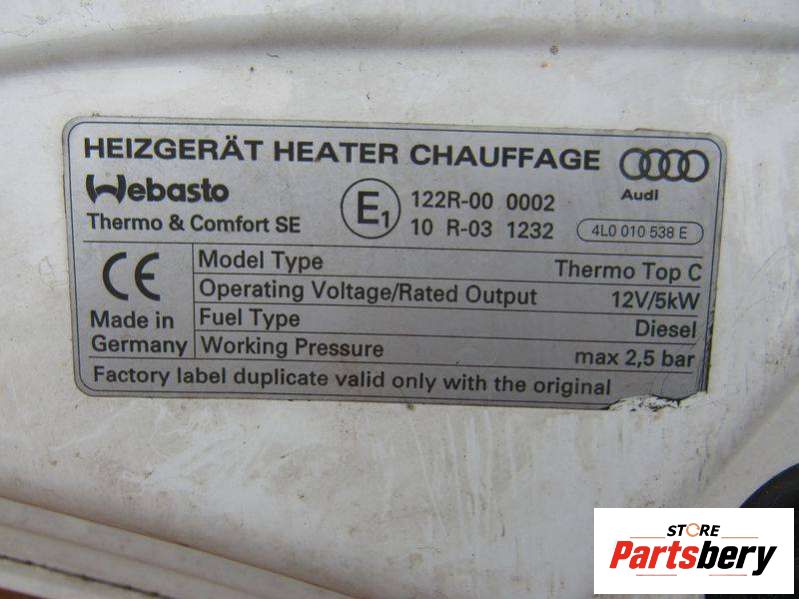 HEIZGERÄT HEATER CHAUFFAGE
Webasto
Thermo & Comfort SE
E1
122R-00 0002
10 R-03 1232
Audi
4L0 010 538 E
CE
Made in
Germany
Model Type Thermo Top C
Operating Voltage/Rated Output 12V/5kW
Fuel Type Diesel
Working Pressure max 2,5 bar
Factory label duplicate valid only with the original
STORE
Partsbery